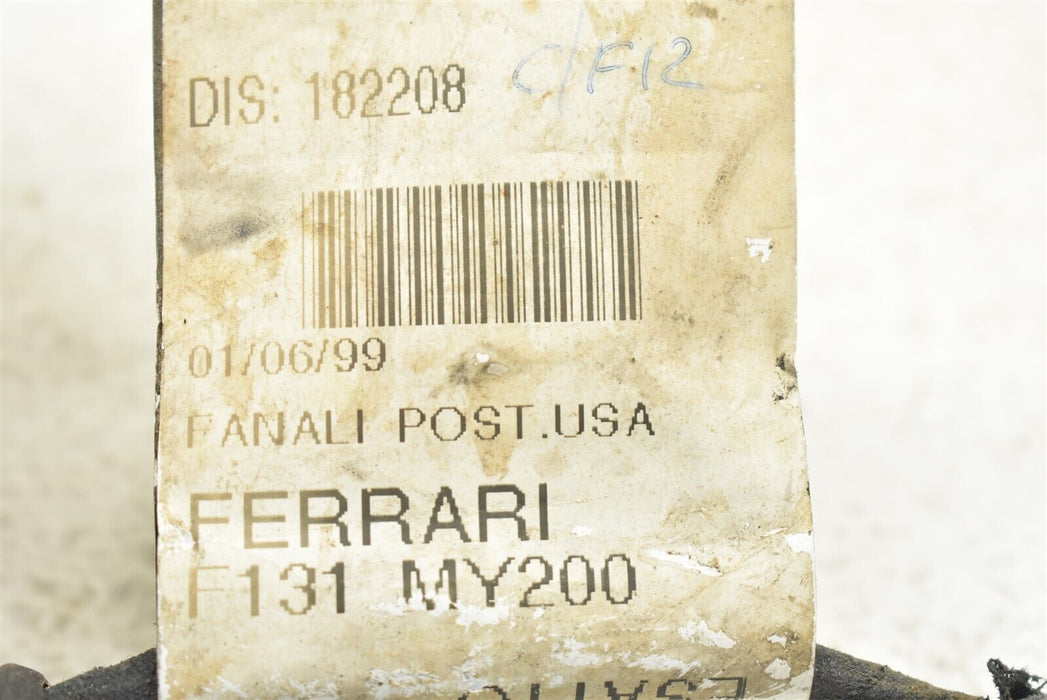 DIS: 182208 C/F12
01/06/99
FANALI POST.USA
FERRARI
F131 MY200